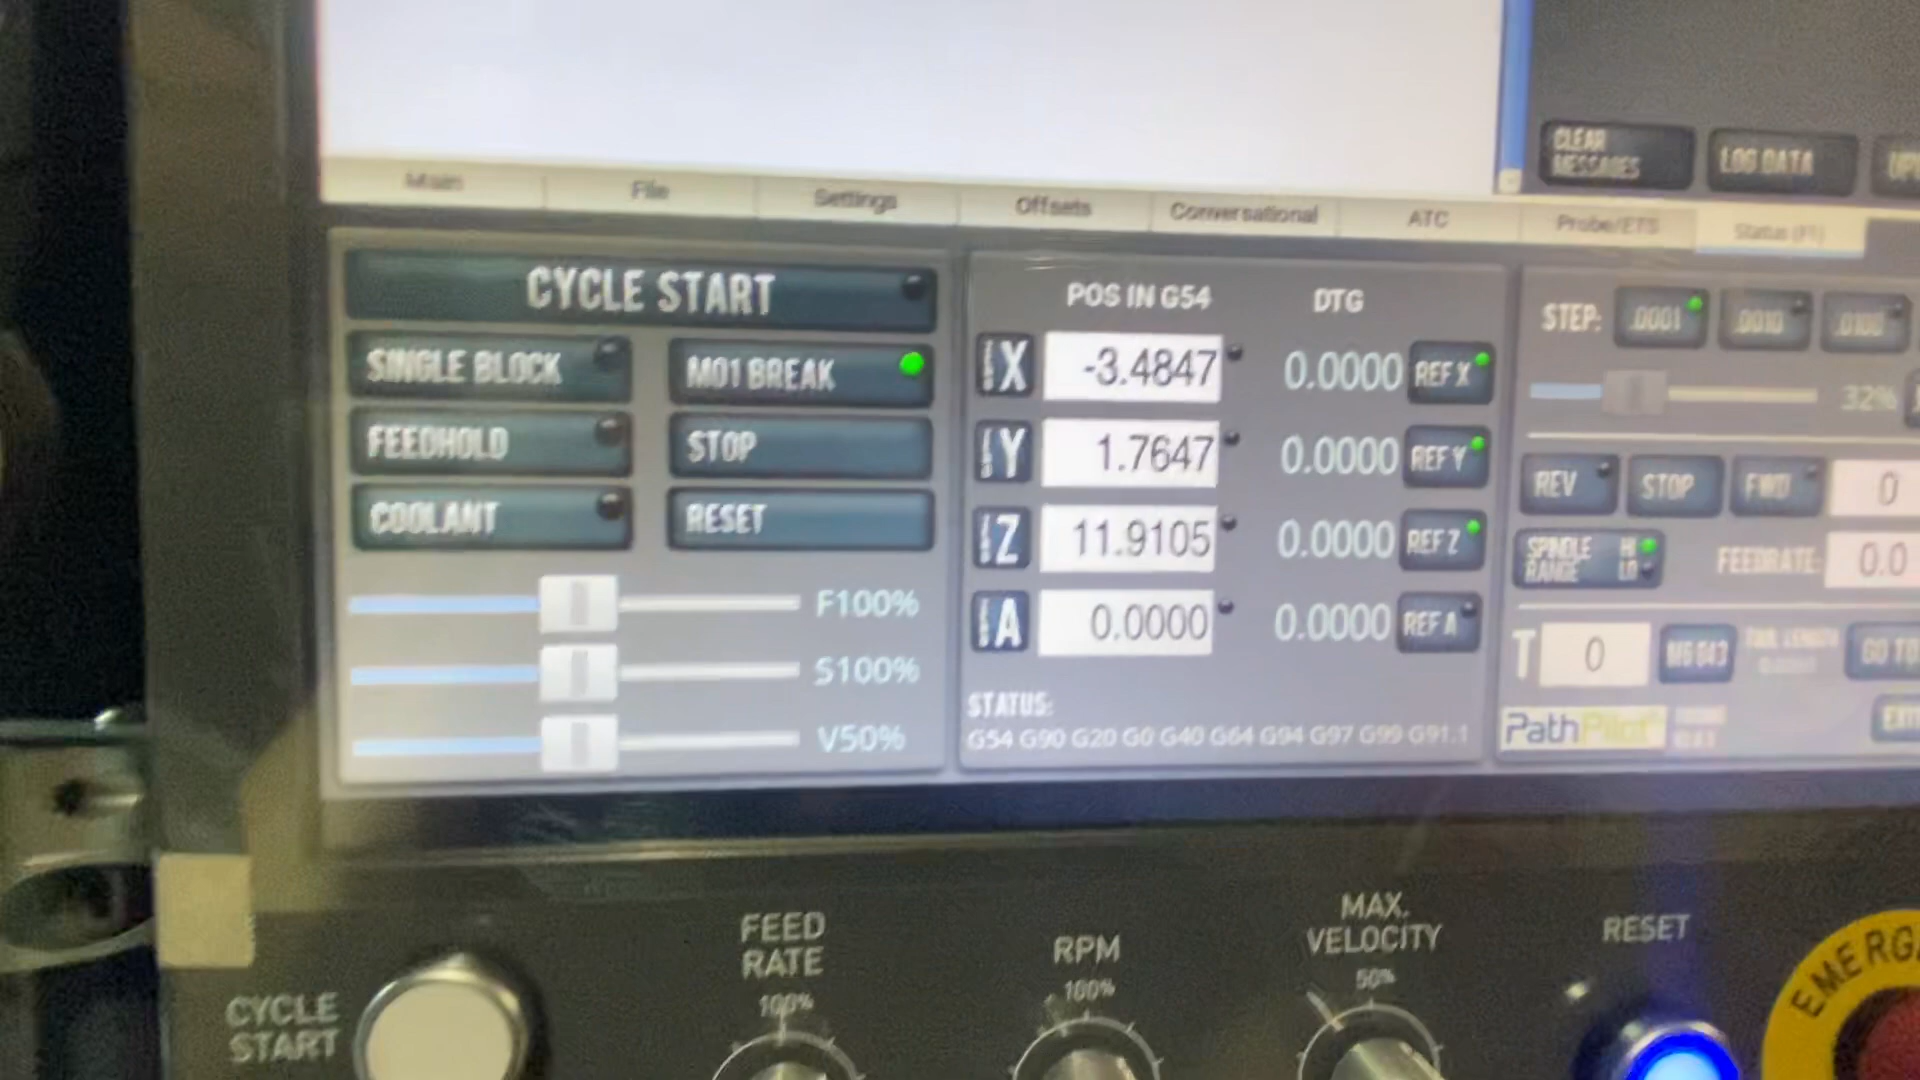 CLEAR
MESSAGES
LOG DATA
Main
File
Settings
Offsets
Conversational
ATC
Probe/ETS
Status (F1)
CYCLE START
SINGLE BLOCK
M01 BREAK
FEEDHOLD
STOP
COOLANT
RESET
F100%
S100%
V50%
POS IN G54
DTG
X -3.4847 0.0000 REF X
Y 1.7647 0.0000 REF Y
Z 11.9105 0.0000 REF Z
A 0.0000 0.0000 REF A
STATUS:
G54 G90 G20 G0 G40 G64 G94 G97 G99 G91.1
STEP: .0001 .0010 .0100
32%
REV STOP FWD 0
SPINDLE
RANGE
HI
LO
FEEDRATE: 0.0
T 0 M6 G43 TOOL LENGTH GO TO
PathPilot
CYCLE
START
FEED
RATE
100%
RPM
100%
MAX.
VELOCITY
50%
RESET